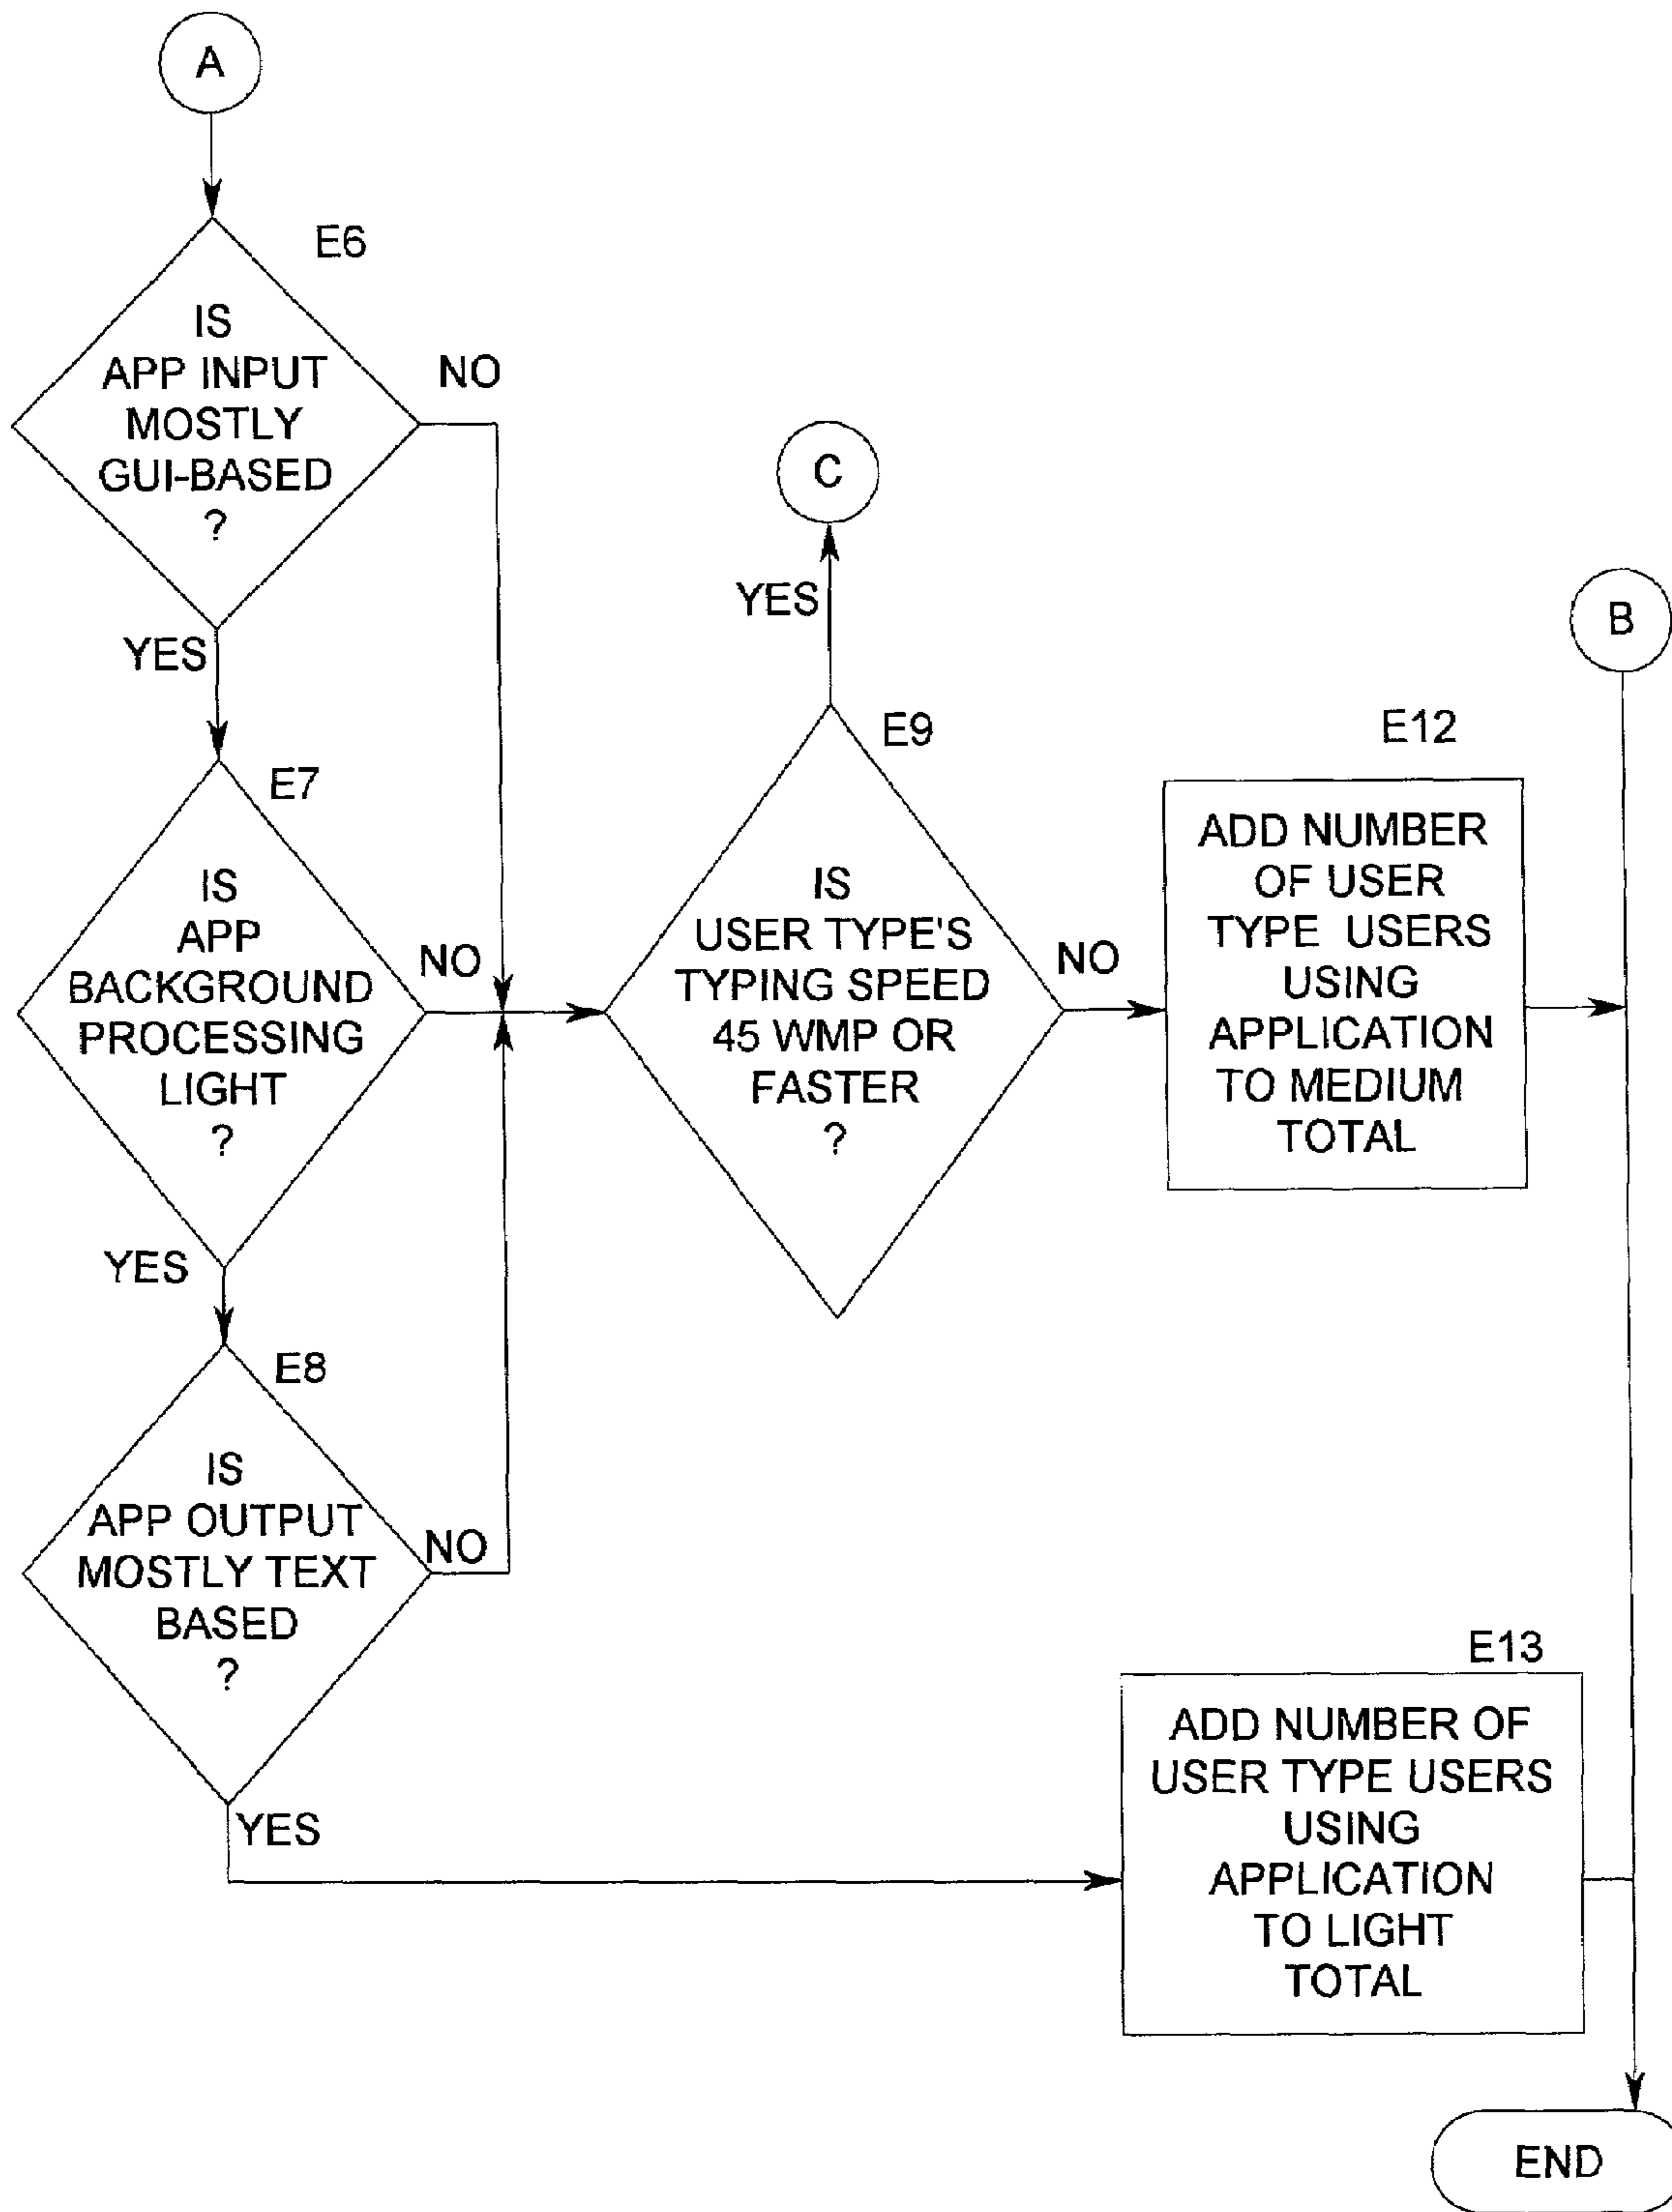 A
E6
IS
APP INPUT
MOSTLY
GUI-BASED
?
NO
YES
E7
IS
APP
BACKGROUND
PROCESSING
LIGHT
?
NO
YES
E8
IS
APP OUTPUT
MOSTLY TEXT
BASED
?
NO
YES
C
YES
E9
IS
USER TYPE'S
TYPING SPEED
45 WMP OR
FASTER
?
NO
E12
ADD NUMBER
OF USER
TYPE USERS
USING
APPLICATION
TO MEDIUM
TOTAL
B
E13
ADD NUMBER OF
USER TYPE USERS
USING
APPLICATION
TO LIGHT
TOTAL
END